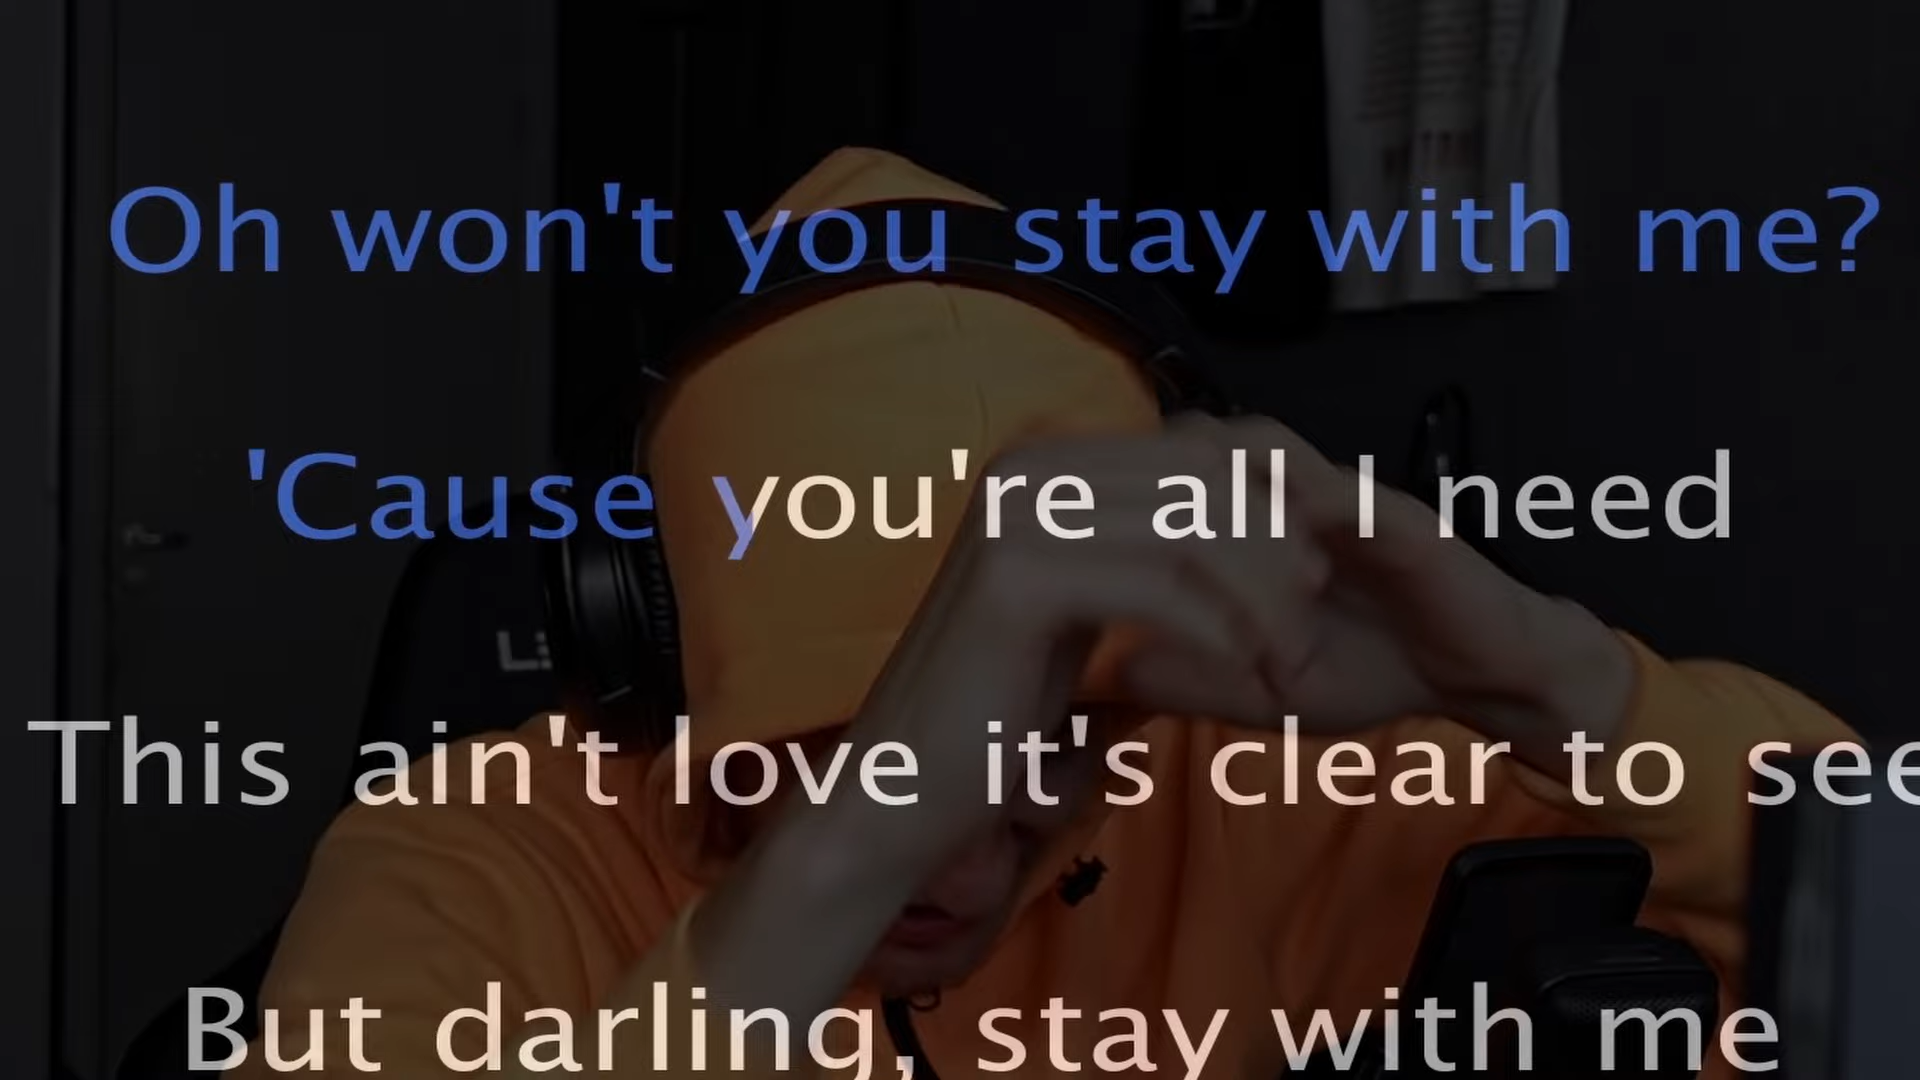 Oh won't you stay with me?
'Cause you're all I need
This ain't love it's clear to see
But darling, stay with me